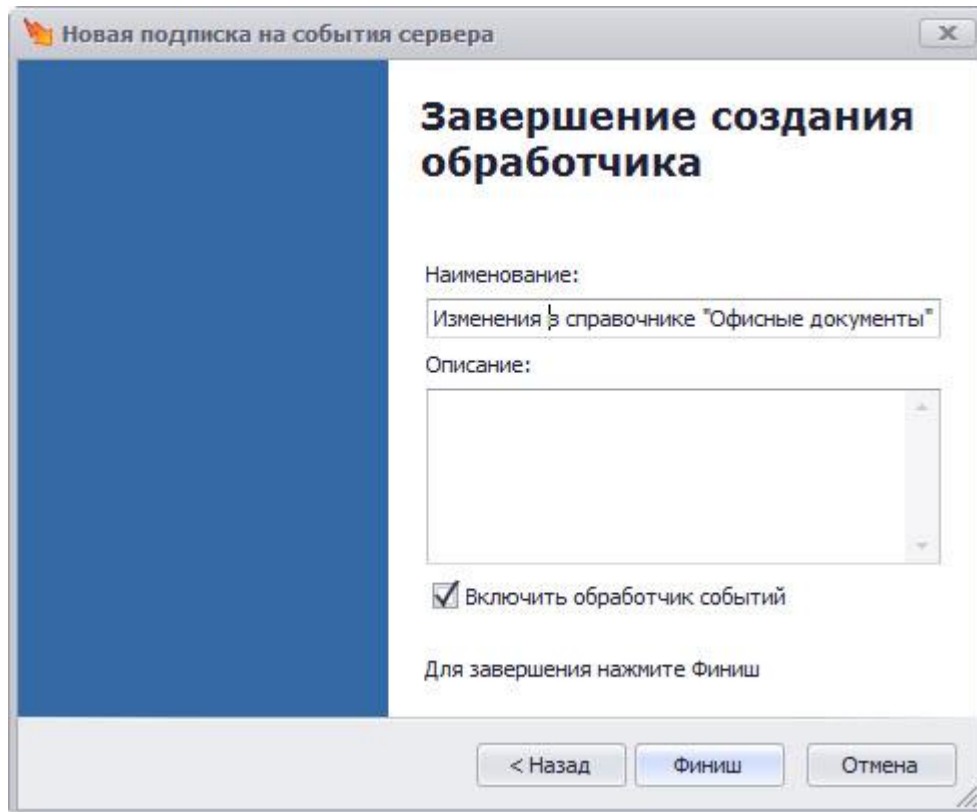 Новая подписка на события сервера
Завершение создания
обработчика
Наименование:
Изменения в справочнике "Офисные документы"
Описание:
Включить обработчик событий
Для завершения нажмите Финиш
< Назад
Финиш
Отмена